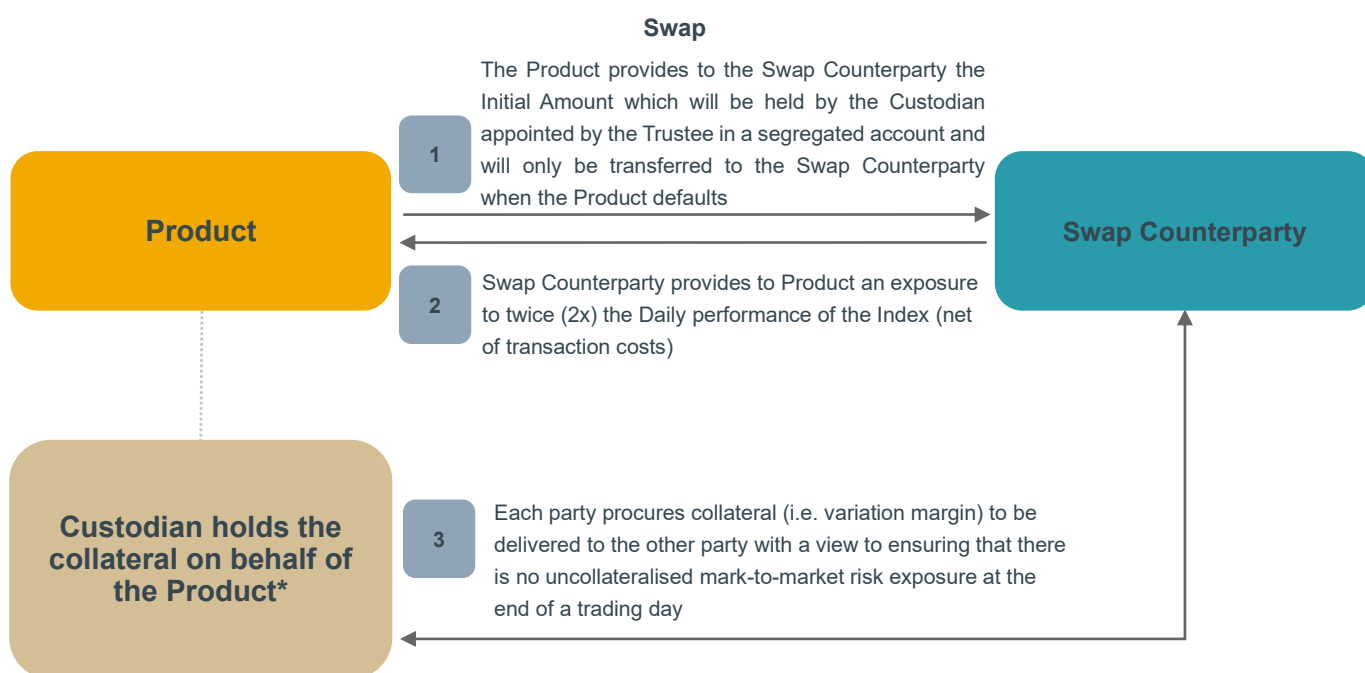 Swap
The Product provides to the Swap Counterparty the
Initial Amount which will be held by the Custodian
appointed by the Trustee in a segregated account and
will only be transferred to the Swap Counterparty
when the Product defaults
1
Product
Swap Counterparty
2
Swap Counterparty provides to Product an exposure
to twice (2x) the Daily performance of the Index (net
of transaction costs)
Custodian holds the
collateral on behalf of
the Product*
3
Each party procures collateral (i.e. variation margin) to be
delivered to the other party with a view to ensuring that there
is no uncollateralised mark-to-market risk exposure at the
end of a trading day